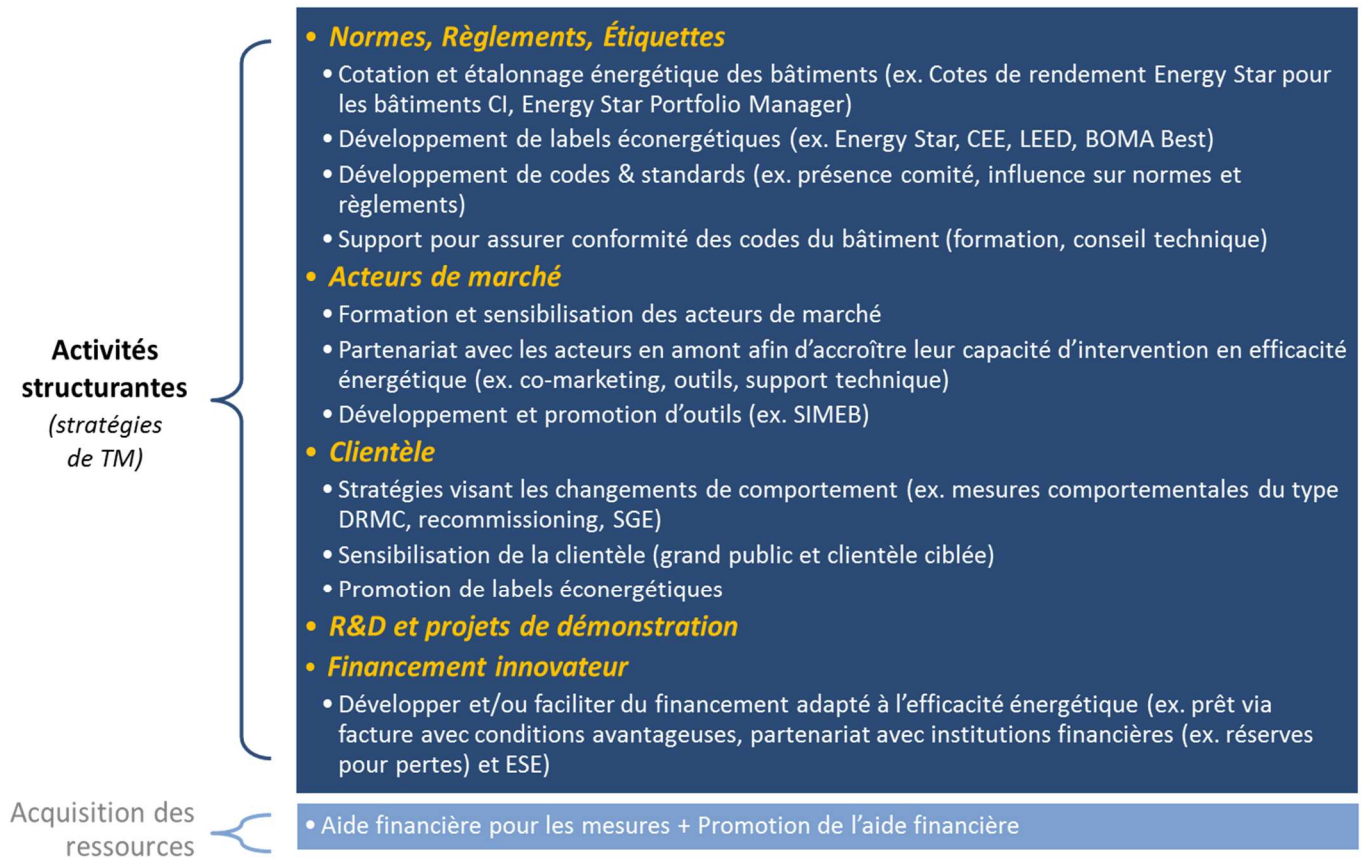 Activités
structurantes
(stratégies
de TM)
• Normes, Règlements, Étiquettes
• Cotation et étalonnage énergétique des bâtiments (ex. Cotes de rendement Energy Star pour
les bâtiments CI, Energy Star Portfolio Manager)
• Développement de labels éconergétiques (ex. Energy Star, CEE, LEED, BOMA Best)
• Développement de codes & standards (ex. présence comité, influence sur normes et
règlements)
• Support pour assurer conformité des codes du bâtiment (formation, conseil technique)
• Acteurs de marché
• Formation et sensibilisation des acteurs de marché
• Partenariat avec les acteurs en amont afin d’accroître leur capacité d’intervention en efficacité
énergétique (ex. co-marketing, outils, support technique)
• Développement et promotion d’outils (ex. SIMEB)
• Clientèle
• Stratégies visant les changements de comportement (ex. mesures comportementales du type
DRMC, recommissioning, SGE)
• Sensibilisation de la clientèle (grand public et clientèle ciblée)
• Promotion de labels éconergétiques
• R&D et projets de démonstration
• Financement innovateur
• Développer et/ou faciliter du financement adapté à l’efficacité énergétique (ex. prêt via
facture avec conditions avantageuses, partenariat avec institutions financières (ex. réserves
pour pertes) et ESE)
Acquisition des
ressources
• Aide financière pour les mesures + Promotion de l’aide financière